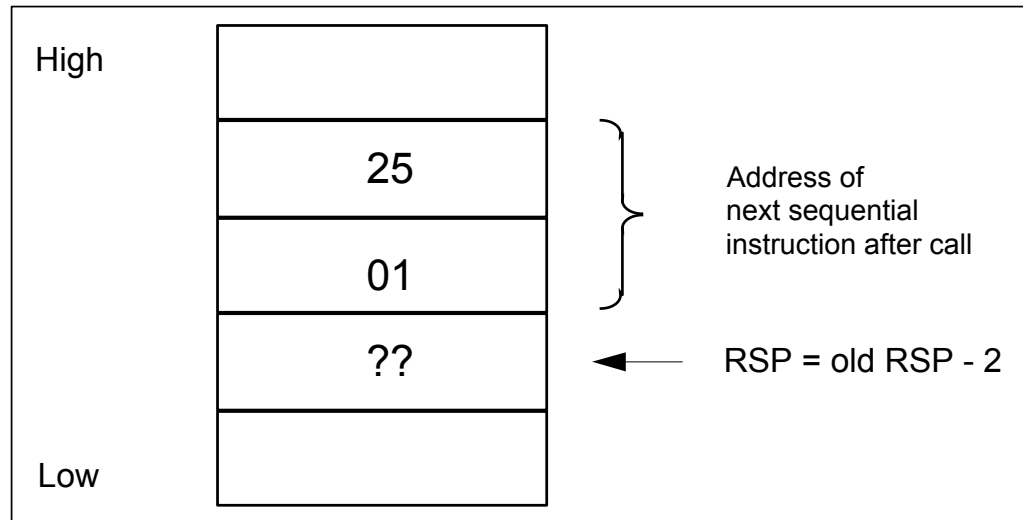 High
25
Address of
next sequential
instruction after call
01
??
RSP = old RSP - 2
Low